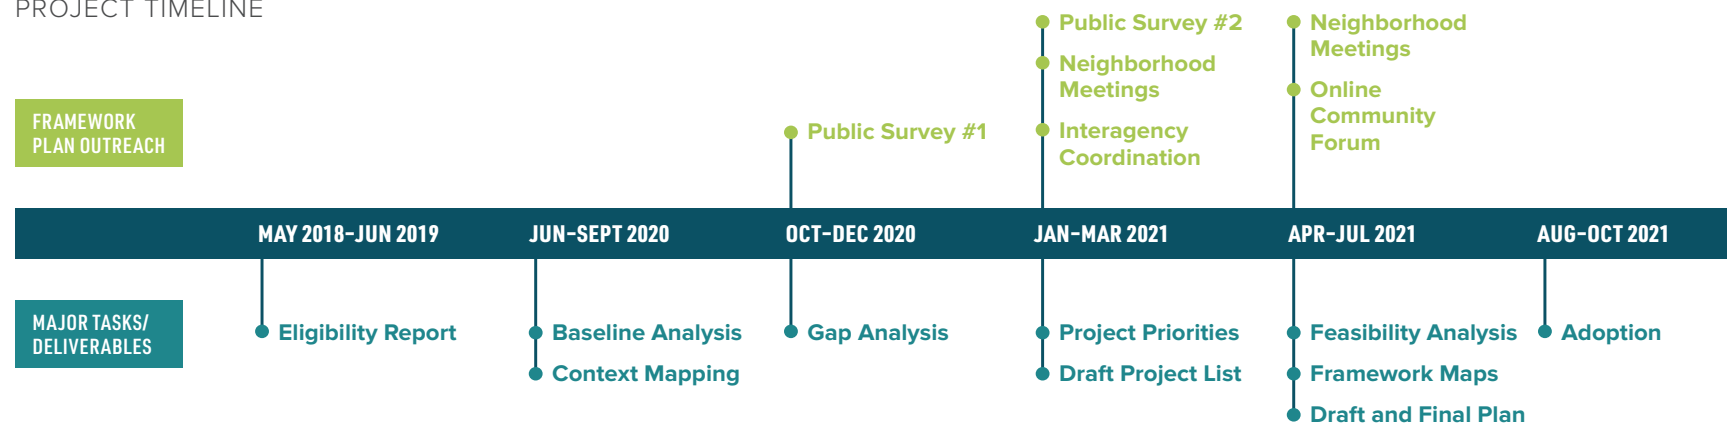 PROJECT TIMELINE
FRAMEWORK
PLAN OUTREACH
Public Survey #1
Public Survey #2
Neighborhood
Meetings
Interagency
Coordination
Neighborhood
Meetings
Online
Community
Forum
MAY 2018–JUN 2019
JUN–SEPT 2020
OCT–DEC 2020
JAN–MAR 2021
APR–JUL 2021
AUG–OCT 2021
MAJOR TASKS/
DELIVERABLES
Eligibility Report
Baseline Analysis
Context Mapping
Gap Analysis
Project Priorities
Draft Project List
Feasibility Analysis
Framework Maps
Draft and Final Plan
Adoption